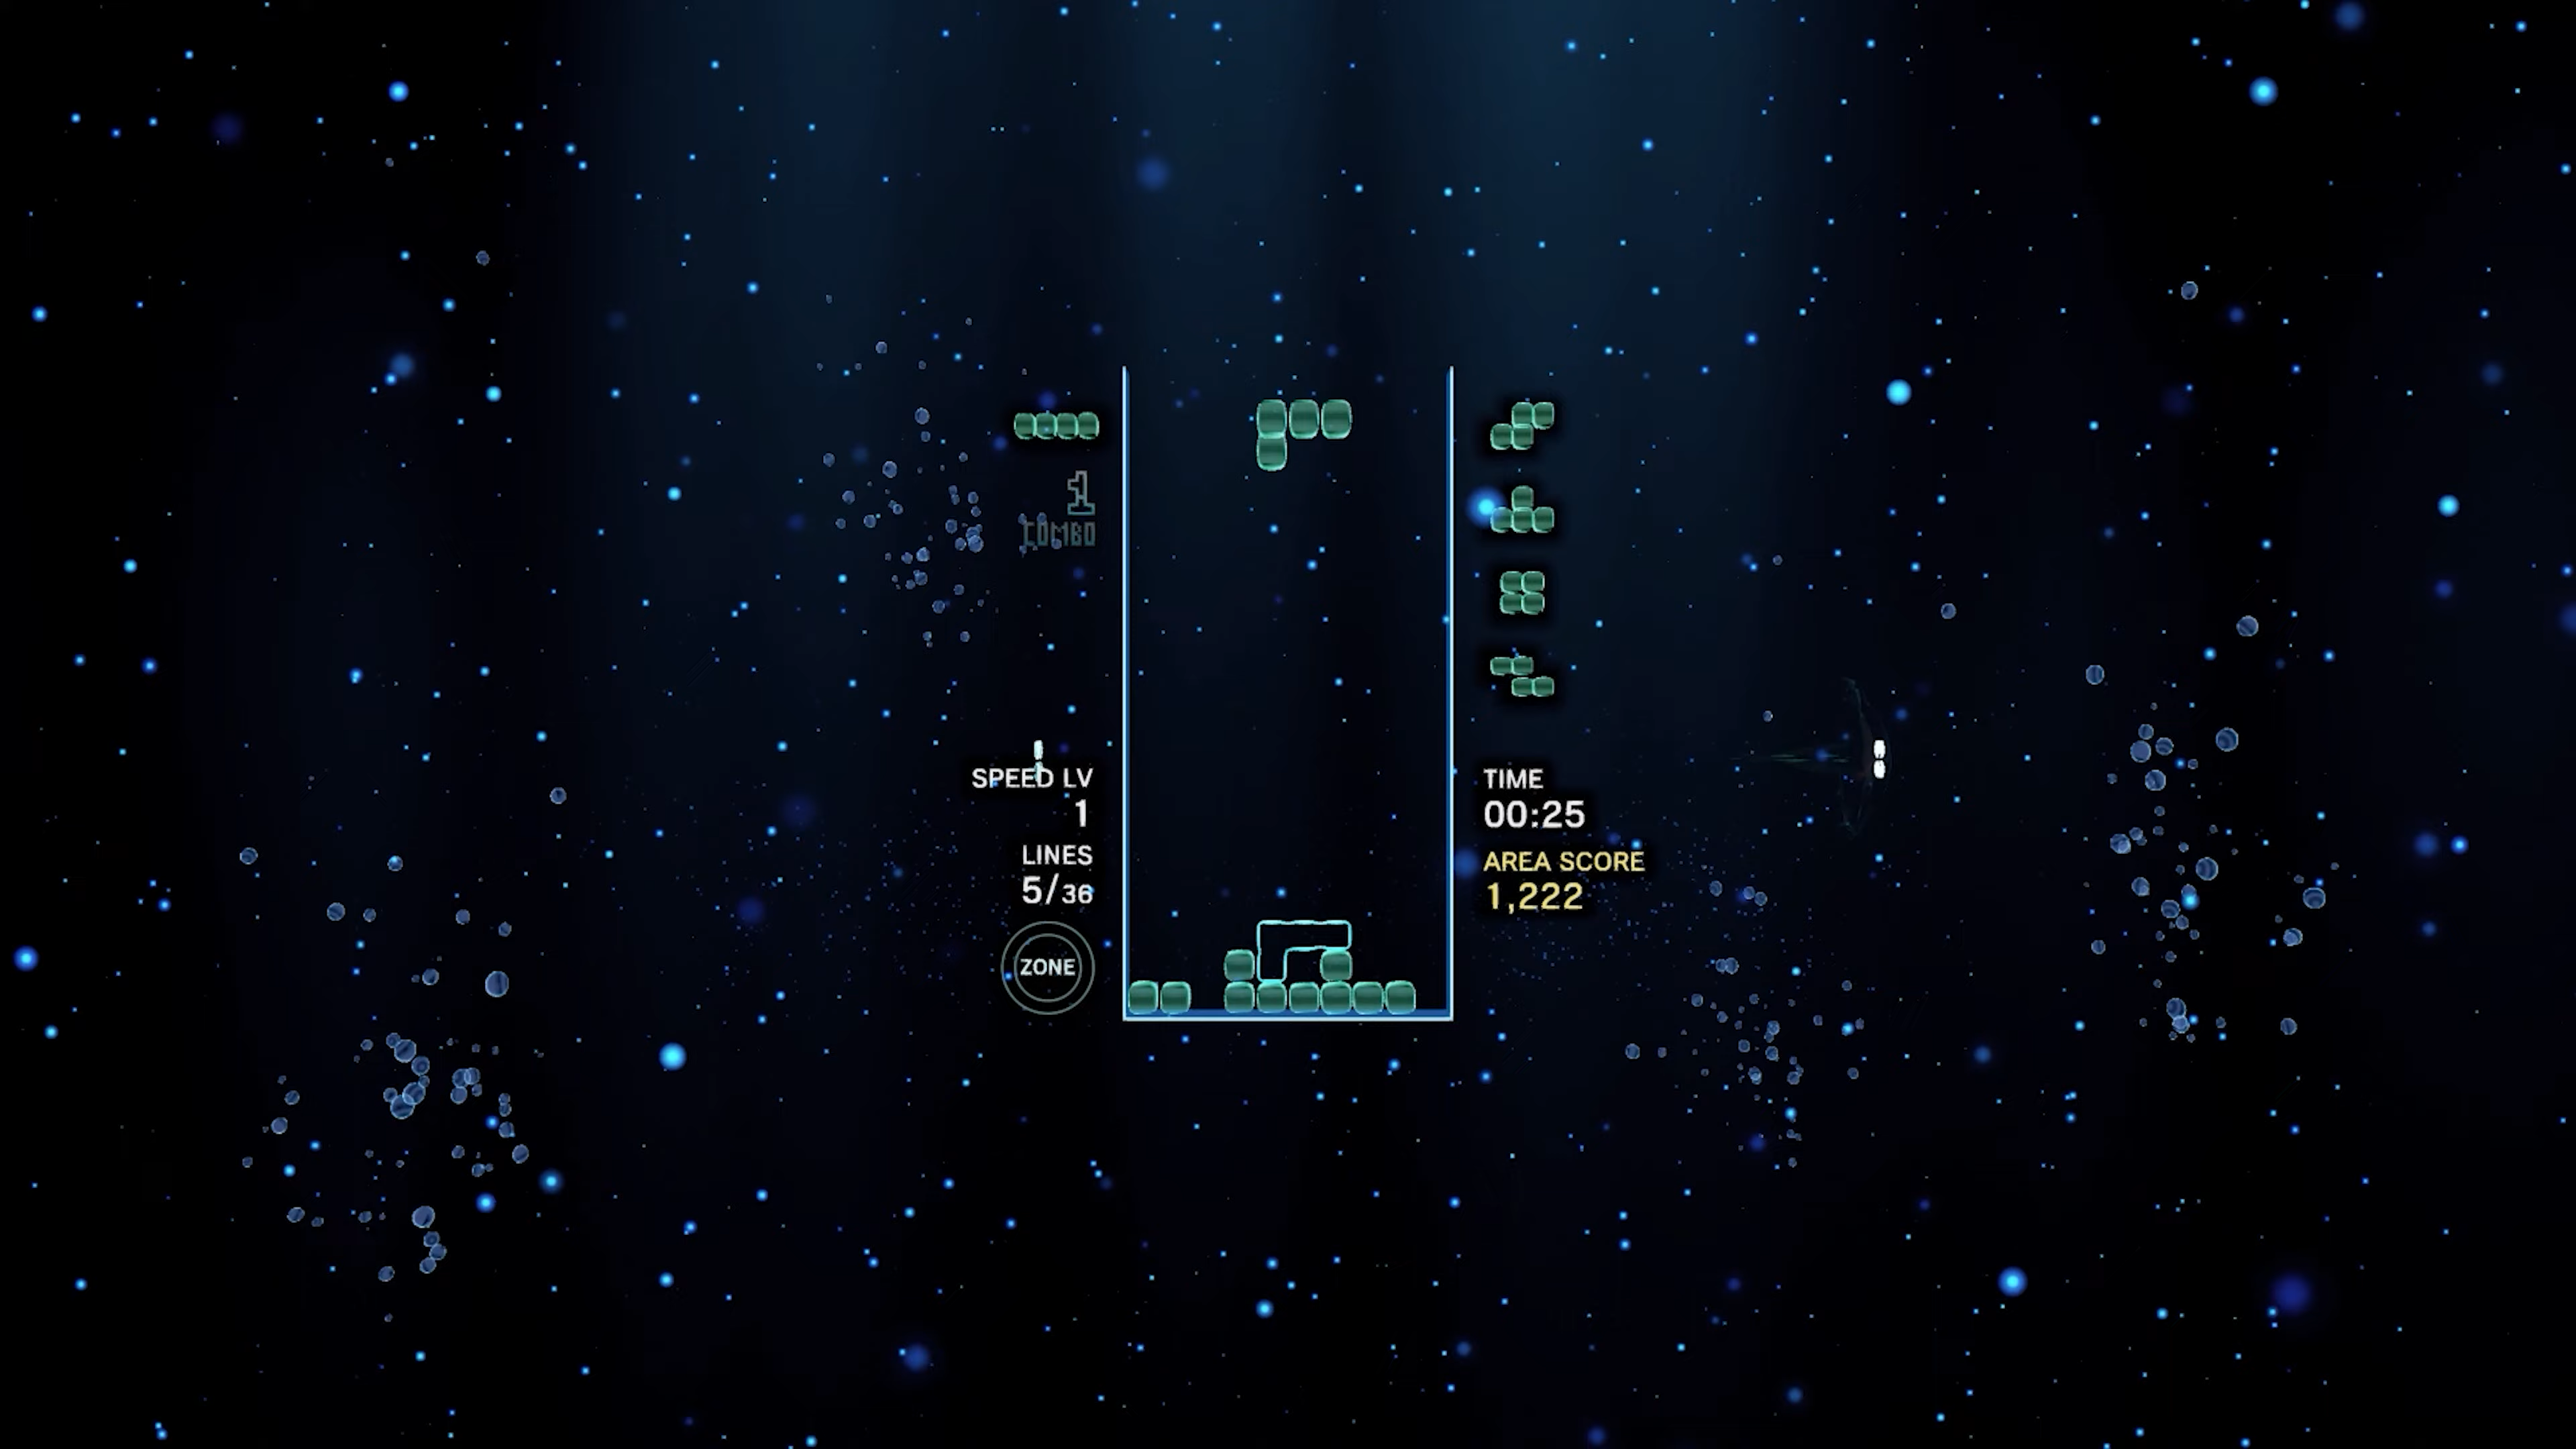 1
COMBO
SPEED LV
1
LINES
5/36
ZONE
TIME
00:25
AREA SCORE
1,222